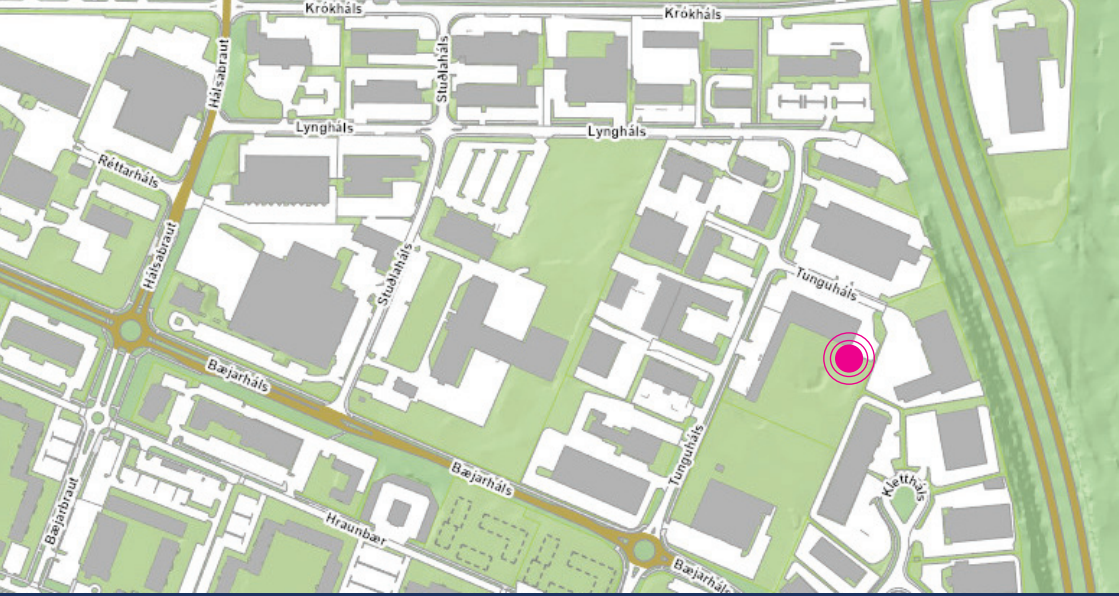 Krókháls
Krókháls
Hálsabraut
Stuðlaháls
Lyngháls
Lyngháls
Réttarháls
Hálsabraut
Stuðlaháls
Tunguháls
Bæjarháls
Tunguháls
Bæjarháls
Klettháls
Bæjarbraut
Hraunbær
Bæjarháls